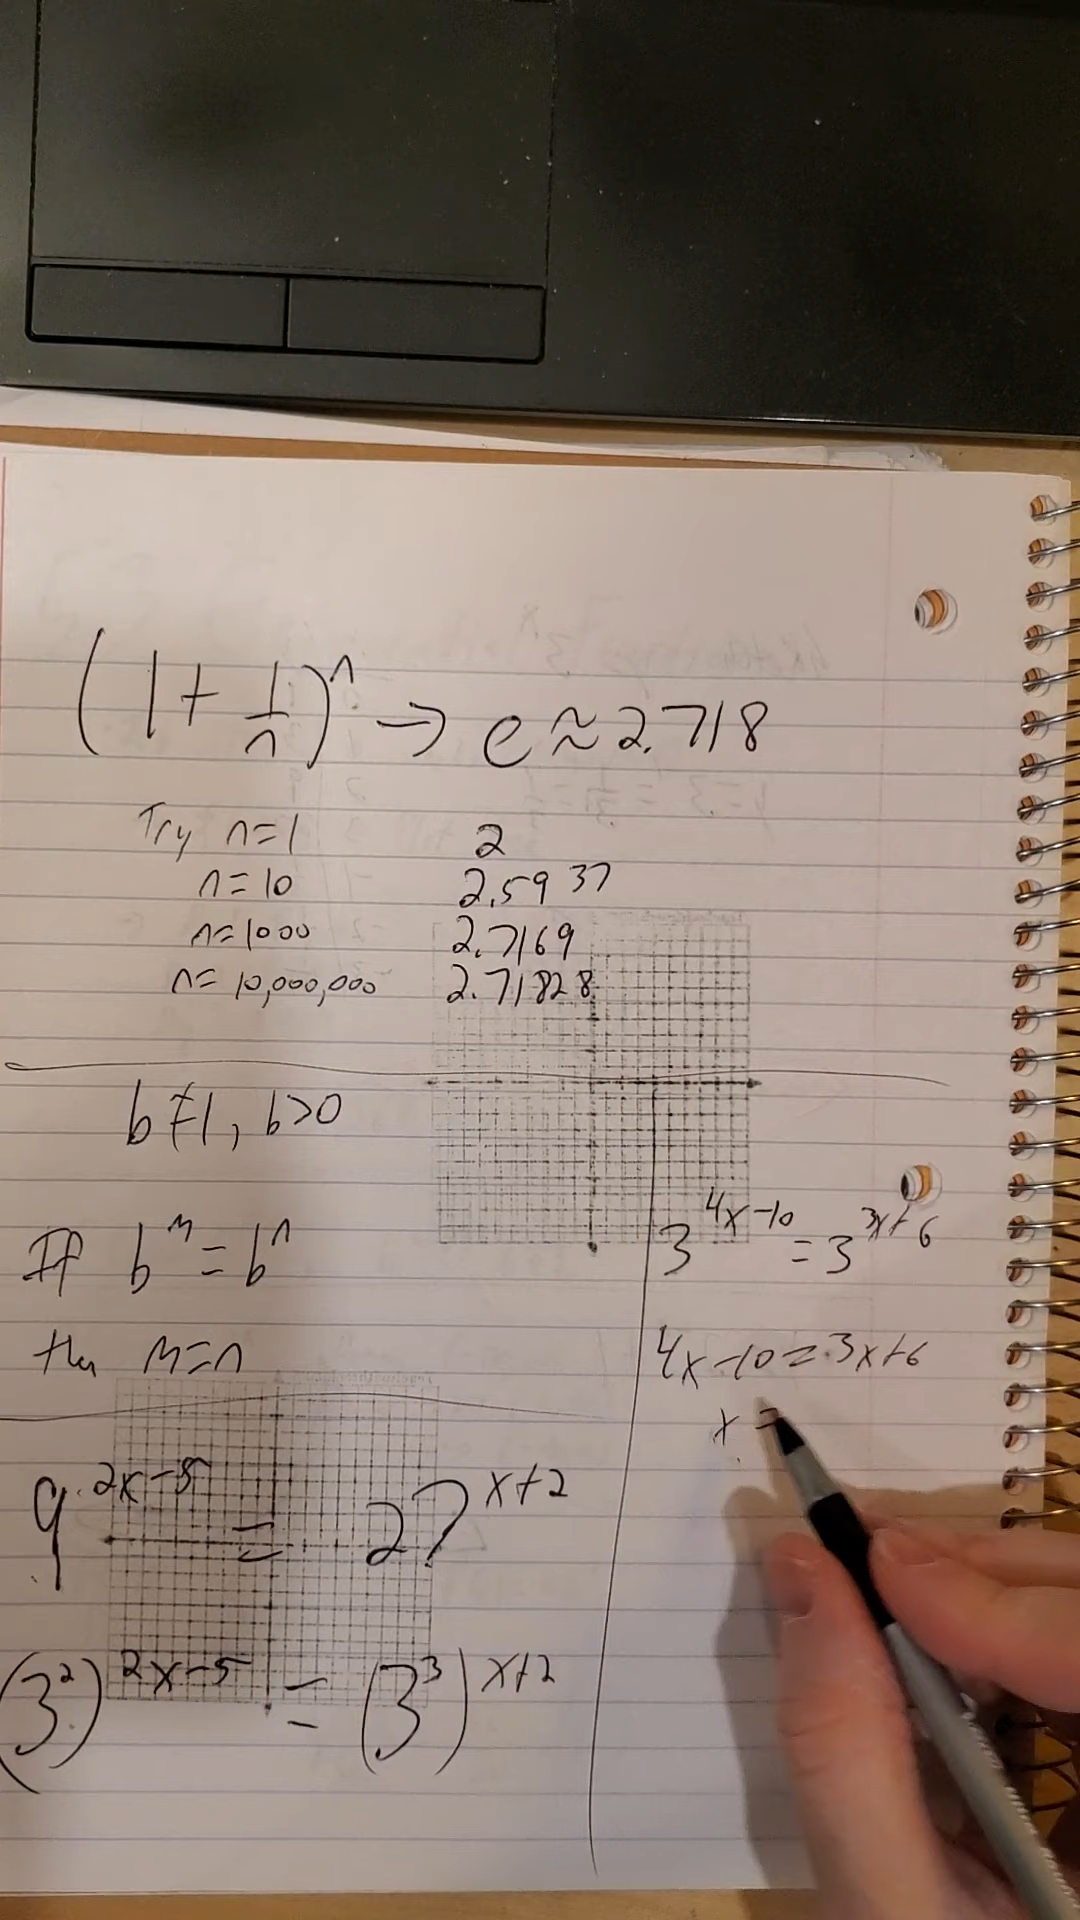 (1 + 1/n)^n → e ≈ 2.718
Try n=1 2
n=10 2.5937
n=1000 2.7169
n=10,000,000 2.71828
b≠1, b>0
If b^m = b^n
then m=n
9^2x-5 = 27^x+2
(3^2)^2x-5 = (3^3)^x+2
3^4x-10 = 3^3x+6
4x-10=3x+6
x =